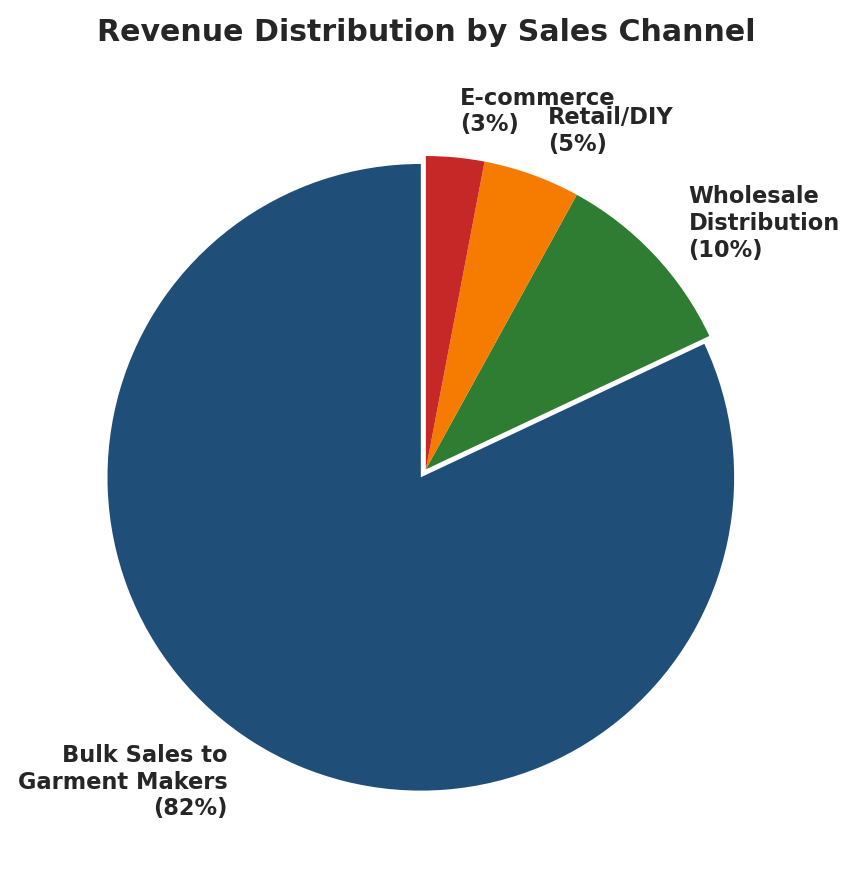 Revenue Distribution by Sales Channel
E-commerce
(3%)
Retail/DIY
(5%)
Wholesale
Distribution
(10%)
Bulk Sales to
Garment Makers
(82%)